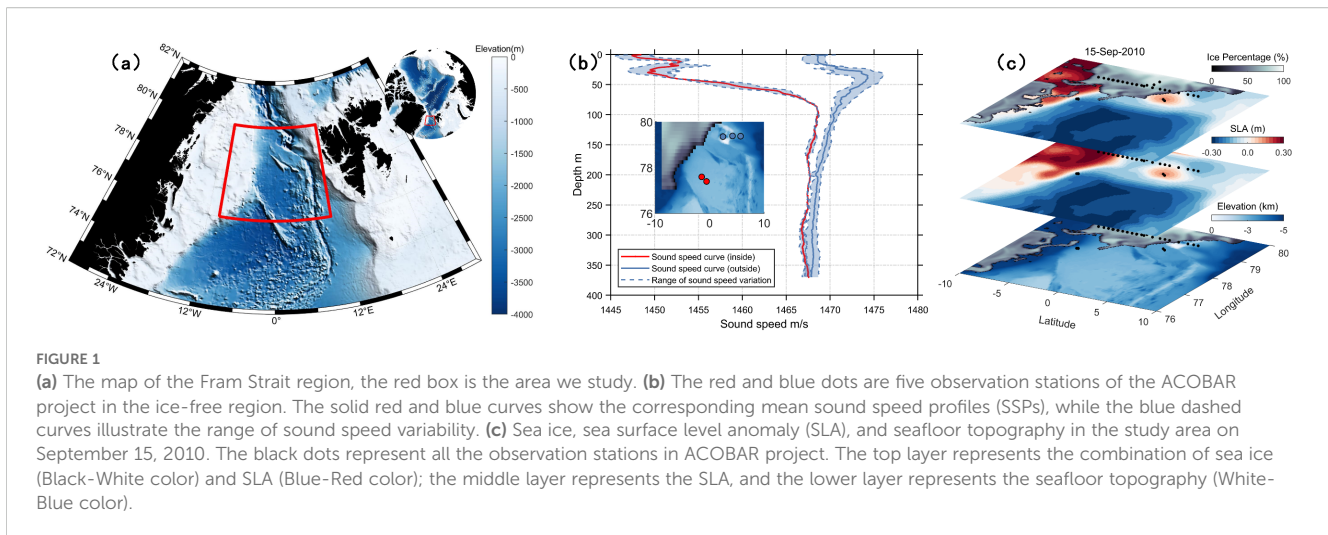 (a)
82°N
80°N
78°N
76°N
74°N
72°N
24°W
12°W
0°
12°E
24°E
Elevation(m)
0
-500
-1000
-1500
-2000
-2500
-3000
-3500
-4000
(b)
0
50
100
150
200
250
300
350
400
Depth m
1445
1450
1455
1460
1465
1470
1475
1480
Sound speed m/s
80
78
76
-10
0
10
Sound speed curve (inside)
Sound speed curve (outside)
Range of sound speed variation
(c)
15-Sep-2010
Ice Percentage (%)
0 50 100
SLA (m)
-0.30 0.0 0.30
Elevation (km)
0 -3 -5
-10
-5
0
5
10
Latitude
76
77
78
79
80
Longitude
FIGURE 1
(a) The map of the Fram Strait region, the red box is the area we study. (b) The red and blue dots are five observation stations of the ACOBAR
project in the ice-free region. The solid red and blue curves show the corresponding mean sound speed profiles (SSPs), while the blue dashed
curves illustrate the range of sound speed variability. (c) Sea ice, sea surface level anomaly (SLA), and seafloor topography in the study area on
September 15, 2010. The black dots represent all the observation stations in ACOBAR project. The top layer represents the combination of sea ice
(Black-White color) and SLA (Blue-Red color); the middle layer represents the SLA, and the lower layer represents the seafloor topography (White-
Blue color).